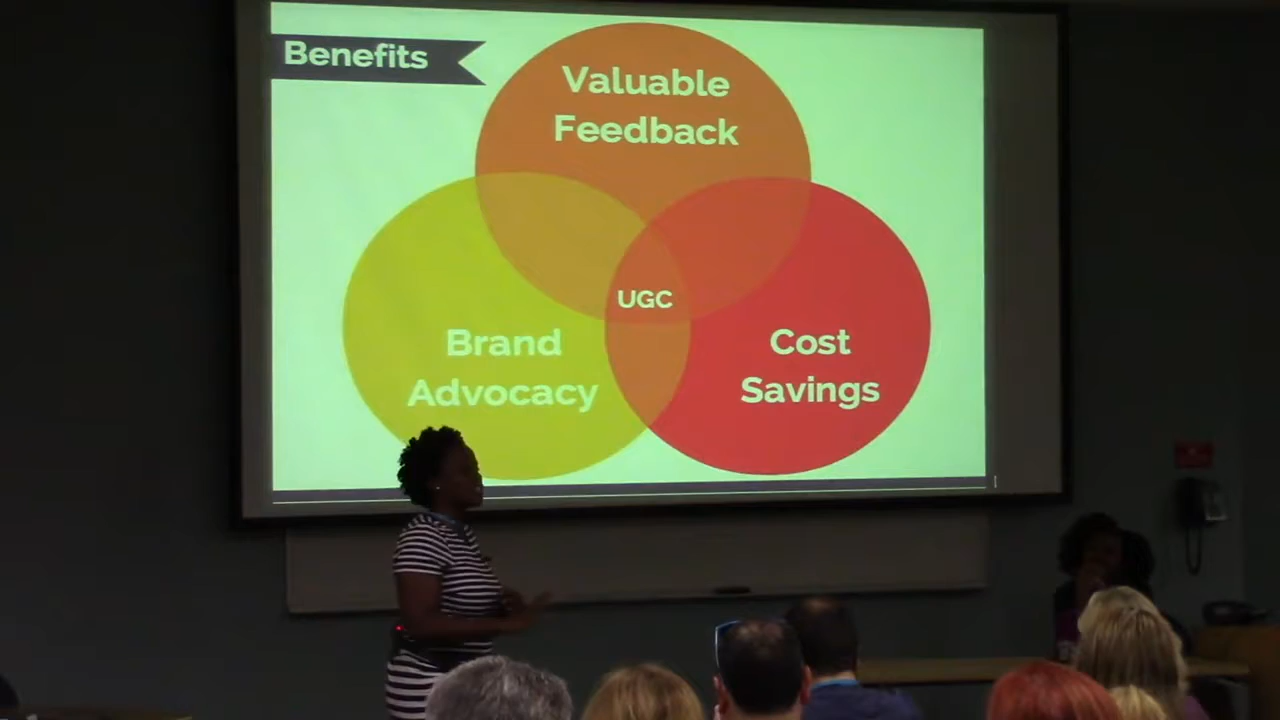 Benefits
Valuable
Feedback
UGC
Brand
Advocacy
Cost
Savings